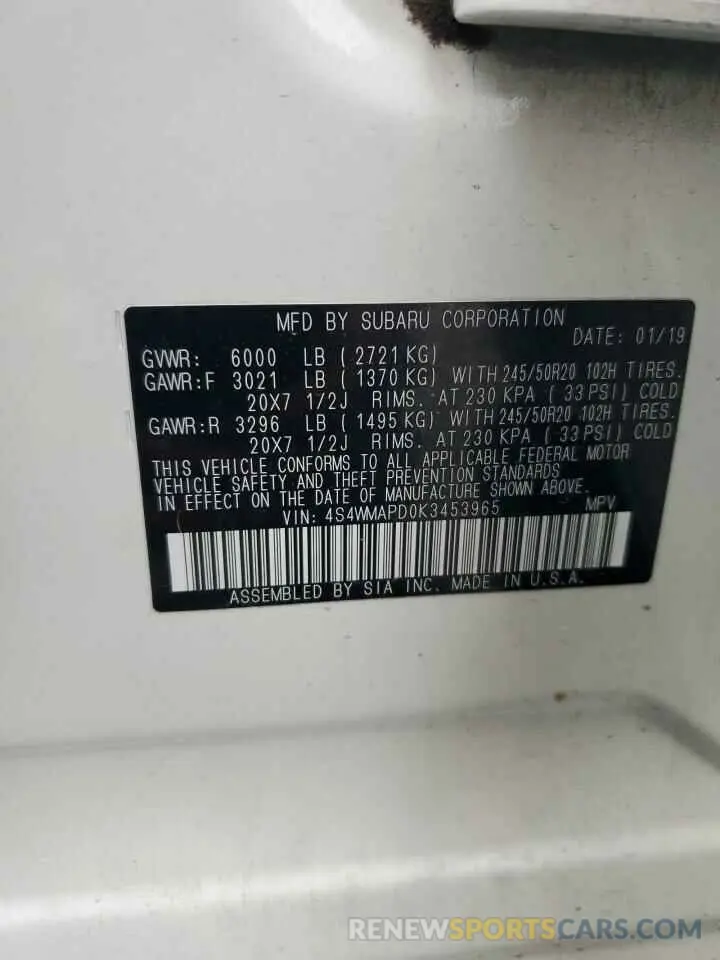 MFD BY SUBARU CORPORATION
DATE: 01/19
GVWR: 6000 LB ( 2721 KG)
GAWR:F 3021 LB ( 1370 KG) WITH 245/50R20 102H TIRES.
20X7 1/2J RIMS. AT 230 KPA ( 33 PSI) COLD
GAWR:R 3296 LB ( 1495 KG) WITH 245/50R20 102H TIRES.
20X7 1/2J RIMS. AT 230 KPA ( 33 PSI) COLD
THIS VEHICLE CONFORMS TO ALL APPLICABLE FEDERAL MOTOR
VEHICLE SAFETY AND THEFT PREVENTION STANDARDS
IN EFFECT ON THE DATE OF MANUFACTURE SHOWN ABOVE.
VIN: 4S4WMAPD0K3453965 MPV
ASSEMBLED BY SIA INC. MADE IN U.S.A.
RENEWSPORTSCARS.COM